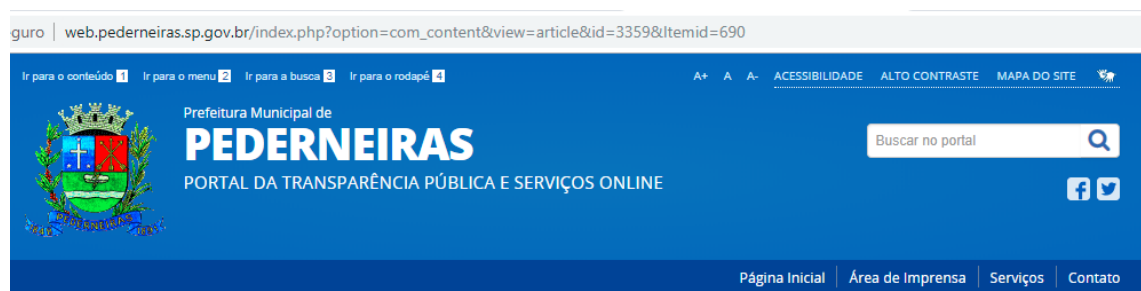 guro | web.pederneiras.sp.gov.br/index.php?option=com_content&view=article&id=3359&Itemid=690
Ir para o conteúdo 1 Ir para o menu 2 Ir para a busca 3 Ir para o rodapé 4 A+ A A- ACESSIBILIDADE ALTO CONTRASTE MAPA DO SITE
Prefeitura Municipal de
PEDERNEIRAS
Buscar no portal
PORTAL DA TRANSPARÊNCIA PÚBLICA E SERVIÇOS ONLINE
PEDERNEIRAS
Página Inicial Área de Imprensa Serviços Contato